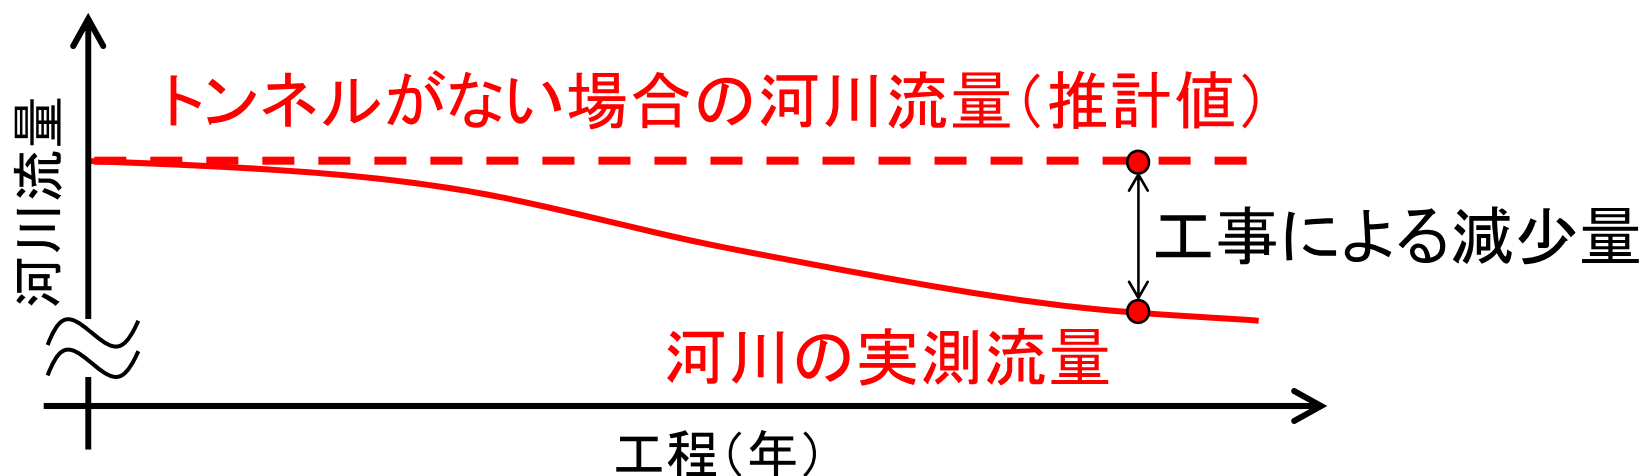 トンネルがない場合の河川流量(推計値)
河川流量
工事による減少量
河川の実測流量
工程(年)